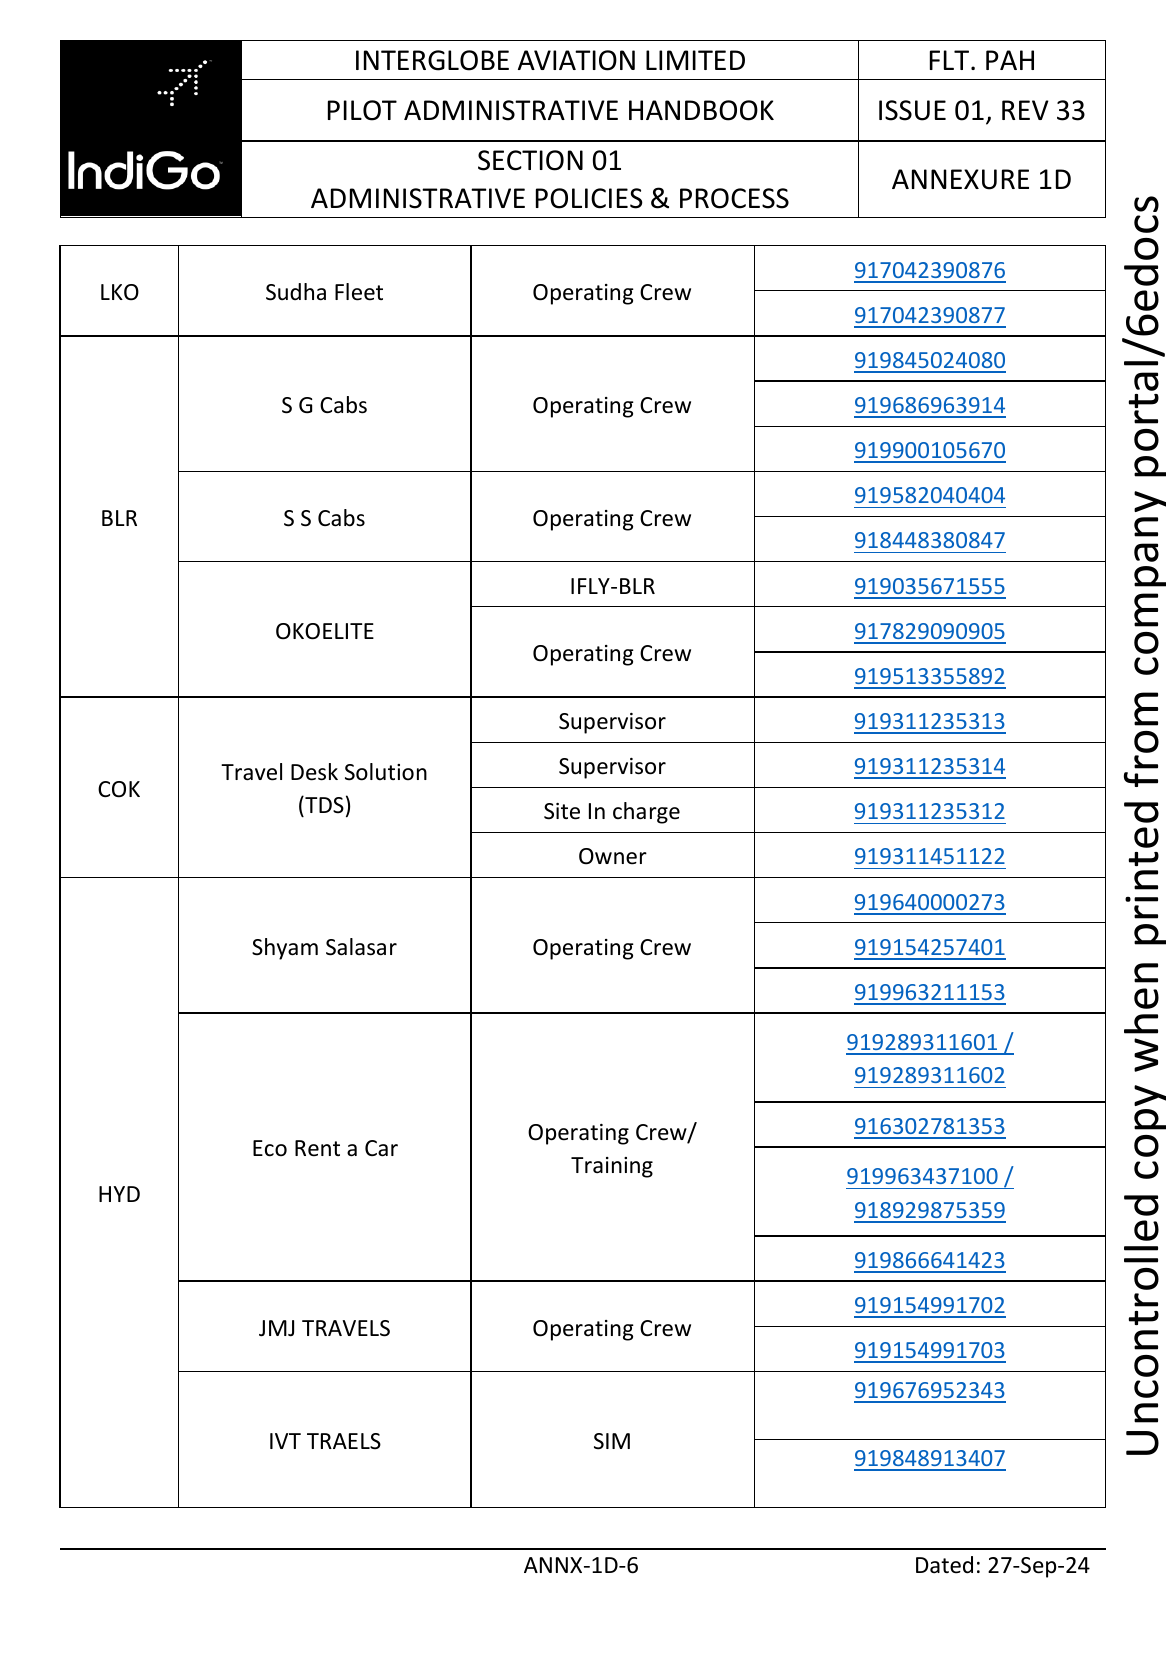 IndiGo
INTERGLOBE AVIATION LIMITED
FLT. PAH
PILOT ADMINISTRATIVE HANDBOOK
ISSUE 01, REV 33
SECTION 01
ADMINISTRATIVE POLICIES & PROCESS
ANNEXURE 1D
LKO
Sudha Fleet
Operating Crew
917042390876
917042390877
BLR
S G Cabs
Operating Crew
919845024080
919686963914
919900105670
S S Cabs
Operating Crew
919582040404
918448380847
OKOELITE
IFLY-BLR
919035671555
Operating Crew
917829090905
919513355892
COK
Travel Desk Solution
(TDS)
Supervisor
919311235313
Supervisor
919311235314
Site In charge
919311235312
Owner
919311451122
HYD
Shyam Salasar
Operating Crew
919640000273
919154257401
919963211153
Eco Rent a Car
Operating Crew/
Training
919289311601 /
919289311602
916302781353
919963437100 /
918929875359
919866641423
JMJ TRAVELS
Operating Crew
919154991702
919154991703
IVT TRAELS
SIM
919676952343
919848913407
ANNX-1D-6
Dated: 27-Sep-24
Uncontrolled copy when printed from company portal/6edocs